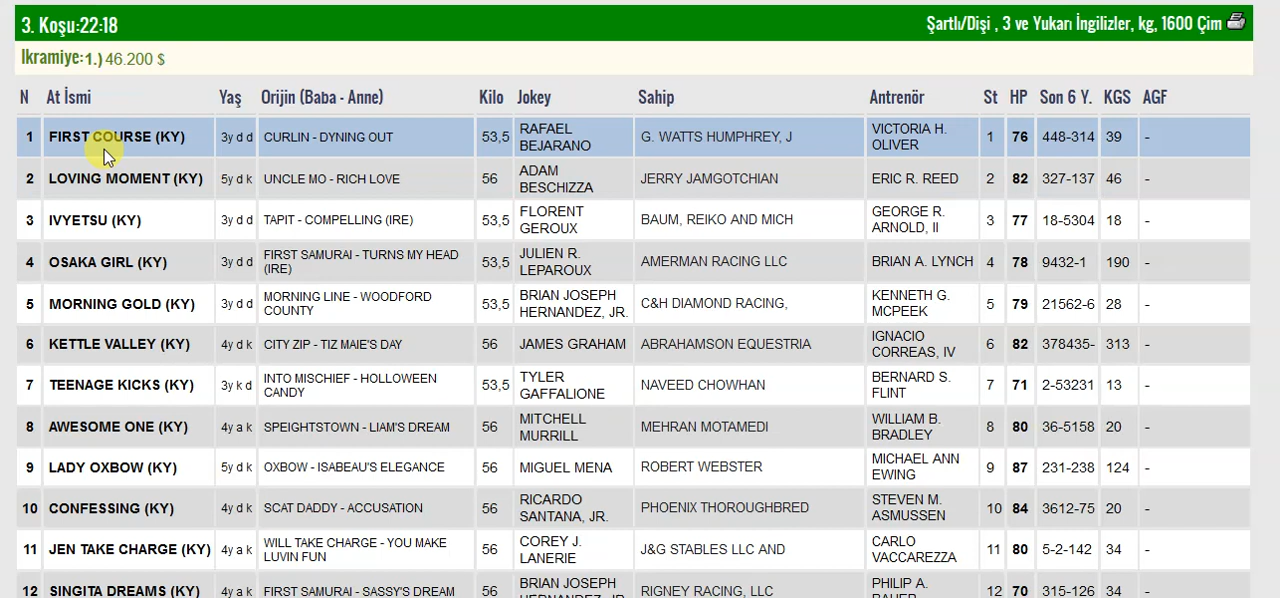 3. Koşu:22:18
Şartlı/Dişi , 3 ve Yukarı İngilizler, kg, 1600 Çim
Ikramiye:1.) 46.200 $
N At İsmi Yaş Orijin (Baba - Anne) Kilo Jokey Sahip Antrenör St HP Son 6 Y. KGS AGF
1 FIRST COURSE (KY) 3y d d CURLIN - DYNING OUT 53,5 RAFAEL BEJARANO G. WATTS HUMPHREY, J VICTORIA H. OLIVER 1 76 448-314 39 -
2 LOVING MOMENT (KY) 5y d k UNCLE MO - RICH LOVE 56 ADAM BESCHIZZA JERRY JAMGOTCHIAN ERIC R. REED 2 82 327-137 46 -
3 IVYETSU (KY) 3y d d TAPIT - COMPELLING (IRE) 53,5 FLORENT GEROUX BAUM, REIKO AND MICH GEORGE R. ARNOLD, II 3 77 18-5304 18 -
4 OSAKA GIRL (KY) 3y d d FIRST SAMURAI - TURNS MY HEAD (IRE) 53,5 JULIEN R. LEPAROUX AMERMAN RACING LLC BRIAN A. LYNCH 4 78 9432-1 190 -
5 MORNING GOLD (KY) 3y d d MORNING LINE - WOODFORD COUNTY 53,5 BRIAN JOSEPH HERNANDEZ, JR. C&H DIAMOND RACING, KENNETH G. MCPEEK 5 79 21562-6 28 -
6 KETTLE VALLEY (KY) 4y d k CITY ZIP - TIZ MAIE'S DAY 56 JAMES GRAHAM ABRAHAMSON EQUESTRIA IGNACIO CORREAS, IV 6 82 378435- 313 -
7 TEENAGE KICKS (KY) 3y k d INTO MISCHIEF - HOLLOWEEN CANDY 53,5 TYLER GAFFALIONE NAVEED CHOWHAN BERNARD S. FLINT 7 71 2-53231 13 -
8 AWESOME ONE (KY) 4y a k SPEIGHTSTOWN - LIAM'S DREAM 56 MITCHELL MURRILL MEHRAN MOTAMEDI WILLIAM B. BRADLEY 8 80 36-5158 20 -
9 LADY OXBOW (KY) 5y d k OXBOW - ISABEAU'S ELEGANCE 56 MIGUEL MENA ROBERT WEBSTER MICHAEL ANN EWING 9 87 231-238 124 -
10 CONFESSING (KY) 4y d k SCAT DADDY - ACCUSATION 56 RICARDO SANTANA, JR. PHOENIX THOROUGHBRED STEVEN M. ASMUSSEN 10 84 3612-75 20 -
11 JEN TAKE CHARGE (KY) 4y a k WILL TAKE CHARGE - YOU MAKE LUVIN FUN 56 COREY J. LANERIE J&G STABLES LLC AND CARLO VACCAREZZA 11 80 5-2-142 34 -
12 SINGITA DREAMS (KY) 4y a k FIRST SAMURAI - SASSY'S DREAM 56 BRIAN JOSEPH RIGNEY RACING, LLC PHILIP A. 12 70 315-126 34 -